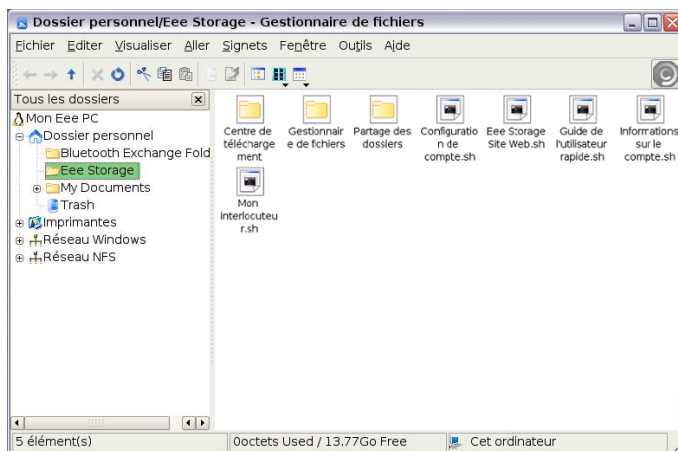 Dossier personnel/Eee Storage - Gestionnaire de fichiers
Fichier Editer Visualiser Aller Signets Fenêtre Outils Aide
Tous les dossiers
Mon Eee PC
Dossier personnel
Bluetooth Exchange Fold
Eee Storage
My Documents
Trash
Imprimantes
Réseau Windows
Réseau NFS
Centre de
télécharge
ment
Gestionnair
e de fichiers
Partage des
dossiers
Configuratio
n de
compte.sh
Eee Storage
Site Web.sh
Guide de
l'utilisateur
rapide.sh
Informations
sur le
compte.sh
Mon
interlocuteu
r.sh
5 élément(s)
0octets Used / 13.77Go Free
Cet ordinateur